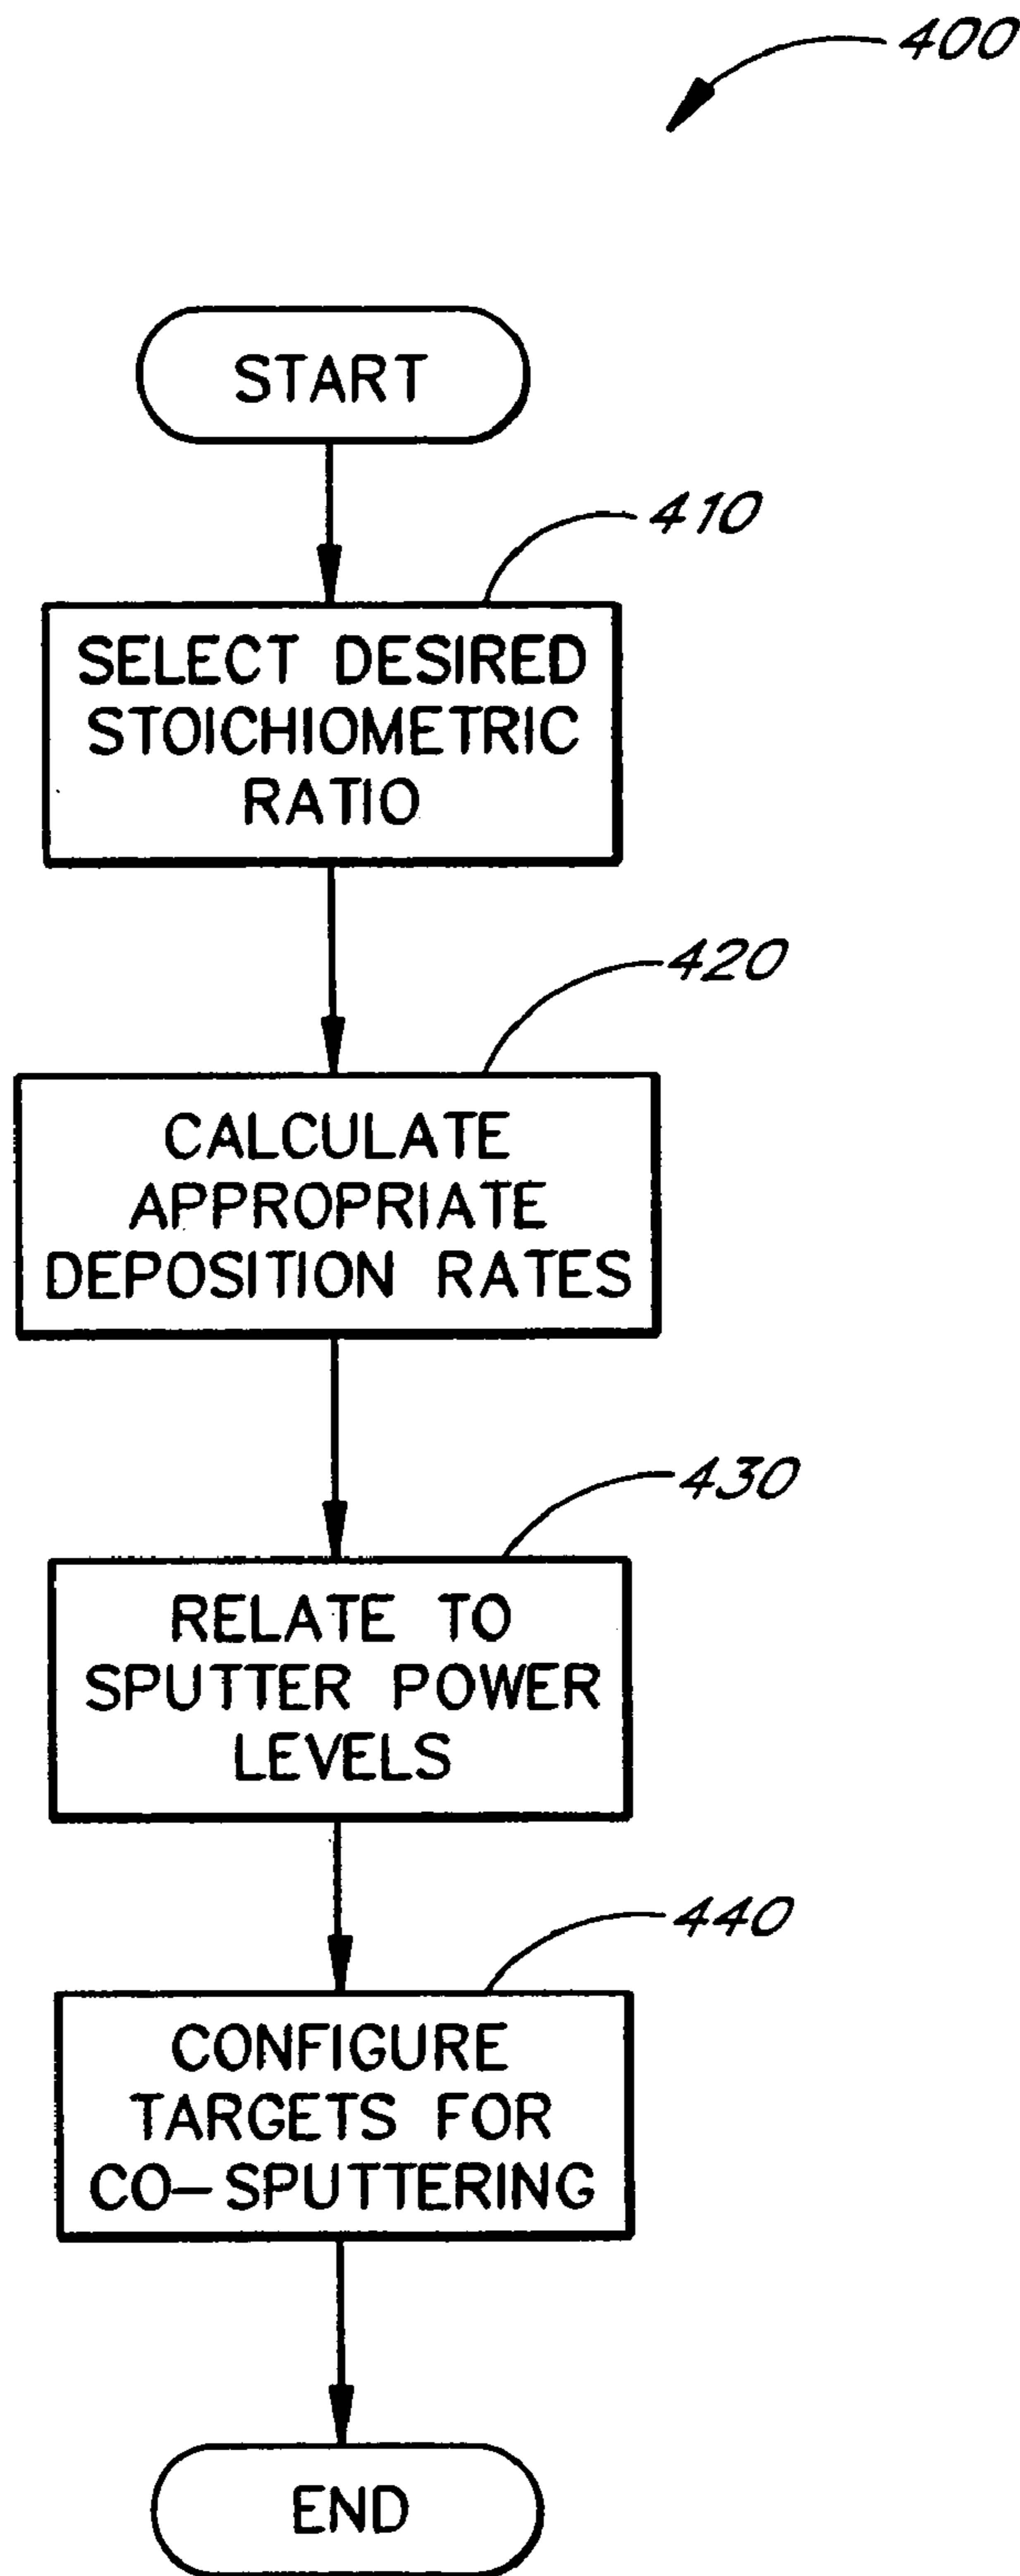 400
START
410
SELECT DESIRED
STOICHIOMETRIC
RATIO
420
CALCULATE
APPROPRIATE
DEPOSITION RATES
430
RELATE TO
SPUTTER POWER
LEVELS
440
CONFIGURE
TARGETS FOR
CO-SPUTTERING
END